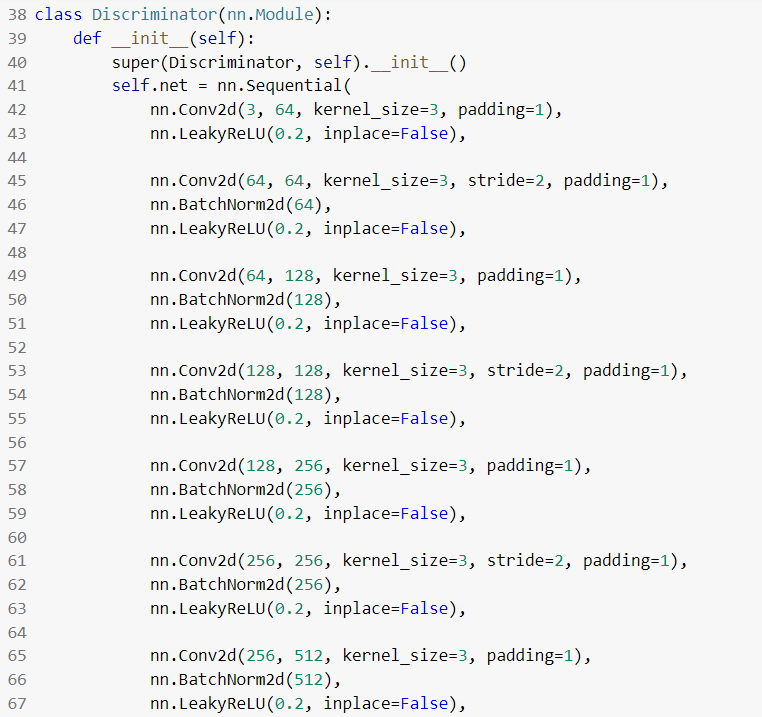 38 class Discriminator(nn.Module):
39     def __init__(self):
40         super(Discriminator, self).__init__()
41         self.net = nn.Sequential(
42             nn.Conv2d(3, 64, kernel_size=3, padding=1),
43             nn.LeakyReLU(0.2, inplace=False),
44
45             nn.Conv2d(64, 64, kernel_size=3, stride=2, padding=1),
46             nn.BatchNorm2d(64),
47             nn.LeakyReLU(0.2, inplace=False),
48
49             nn.Conv2d(64, 128, kernel_size=3, padding=1),
50             nn.BatchNorm2d(128),
51             nn.LeakyReLU(0.2, inplace=False),
52
53             nn.Conv2d(128, 128, kernel_size=3, stride=2, padding=1),
54             nn.BatchNorm2d(128),
55             nn.LeakyReLU(0.2, inplace=False),
56
57             nn.Conv2d(128, 256, kernel_size=3, padding=1),
58             nn.BatchNorm2d(256),
59             nn.LeakyReLU(0.2, inplace=False),
60
61             nn.Conv2d(256, 256, kernel_size=3, stride=2, padding=1),
62             nn.BatchNorm2d(256),
63             nn.LeakyReLU(0.2, inplace=False),
64
65             nn.Conv2d(256, 512, kernel_size=3, padding=1),
66             nn.BatchNorm2d(512),
67             nn.LeakyReLU(0.2, inplace=False),